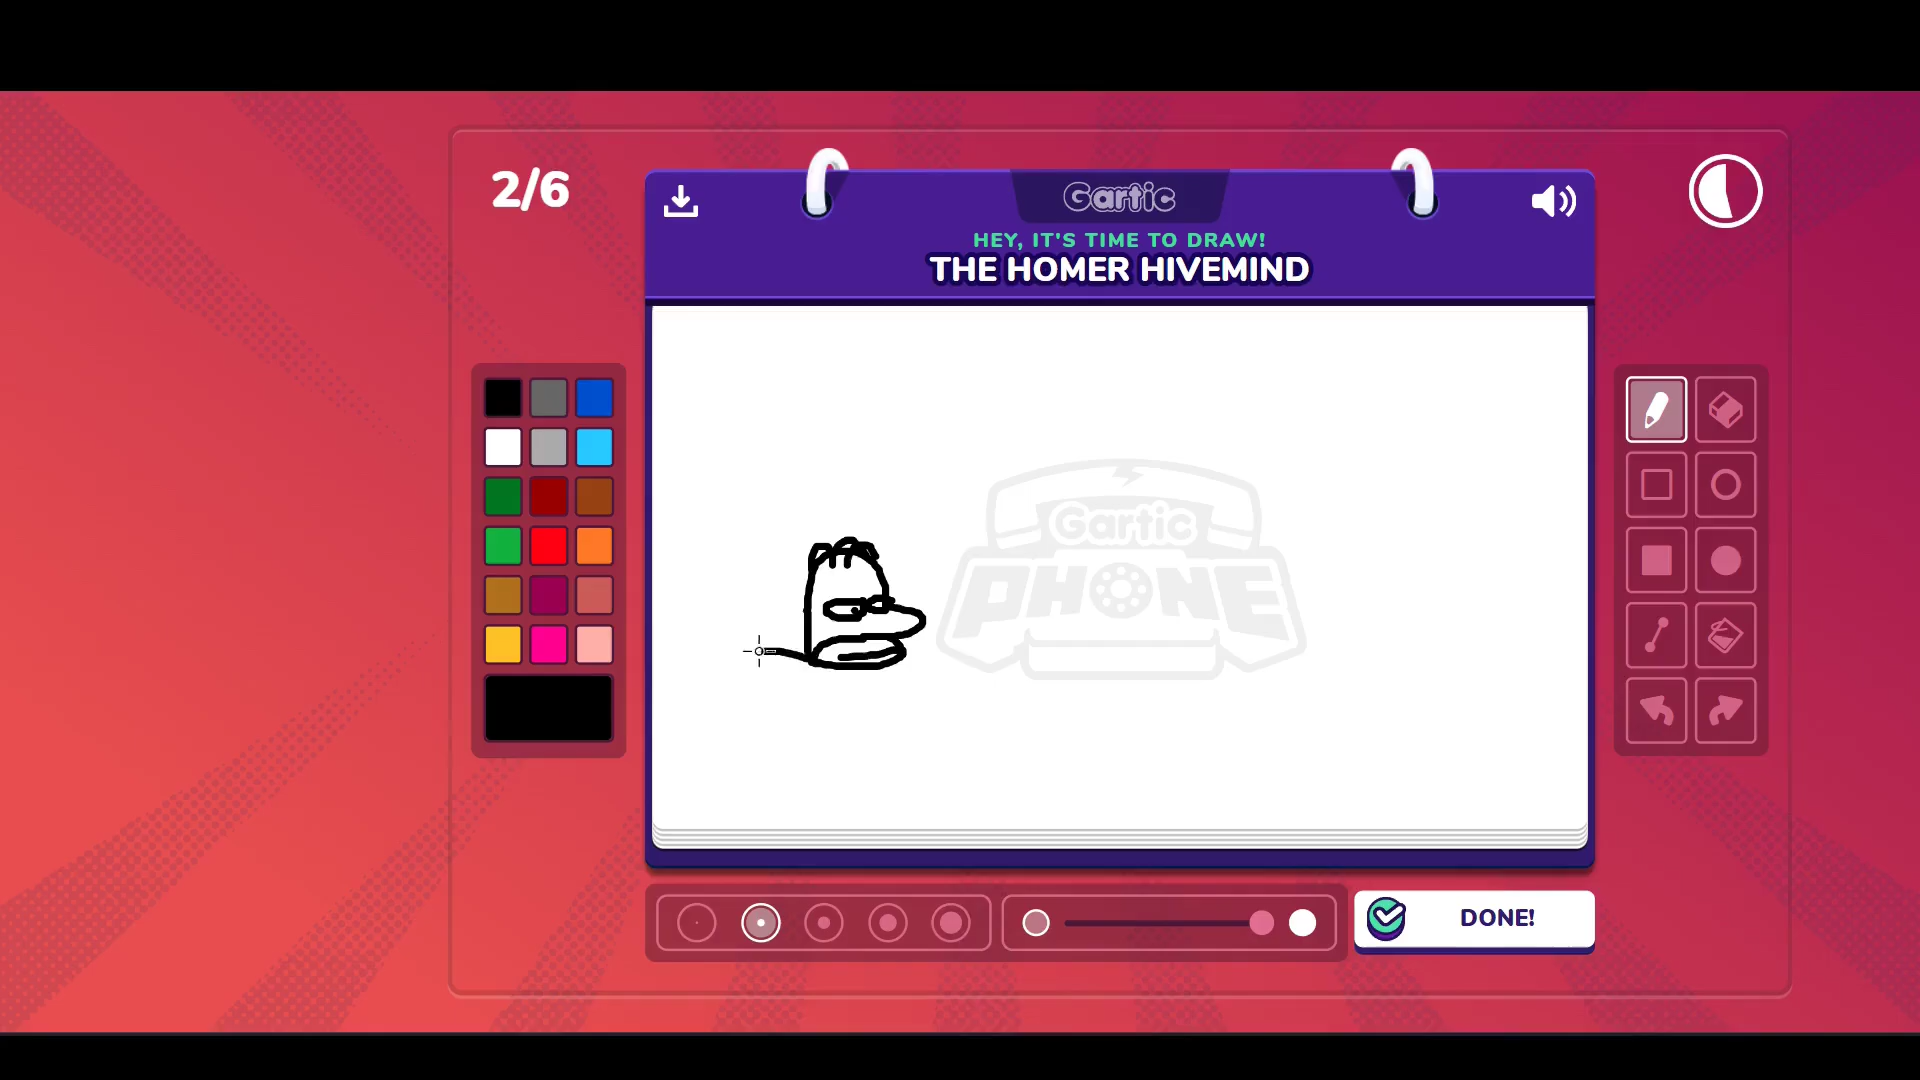 2/6
Gartic
HEY, IT'S TIME TO DRAW!
THE HOMER HIVEMIND
Gartic
PHONE
DONE!